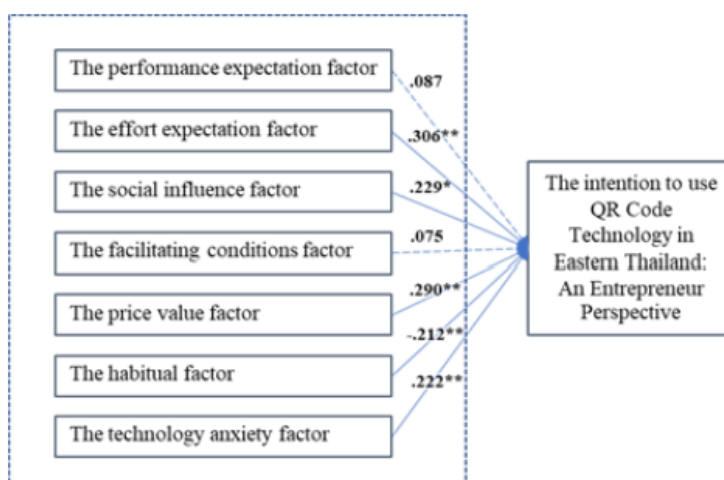 The performance expectation factor
.087
The effort expectation factor
.306**
The social influence factor
.229*
The facilitating conditions factor
.075
The price value factor
.290**
The habitual factor
-.212**
The technology anxiety factor
.222**
The intention to use
QR Code
Technology in
Eastern Thailand:
An Entrepreneur
Perspective